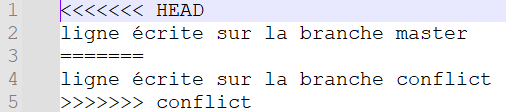 1 <<<<<<< HEAD
2 ligne écrite sur la branche master
3 =======
4 ligne écrite sur la branche conflict
5 >>>>>>> conflict